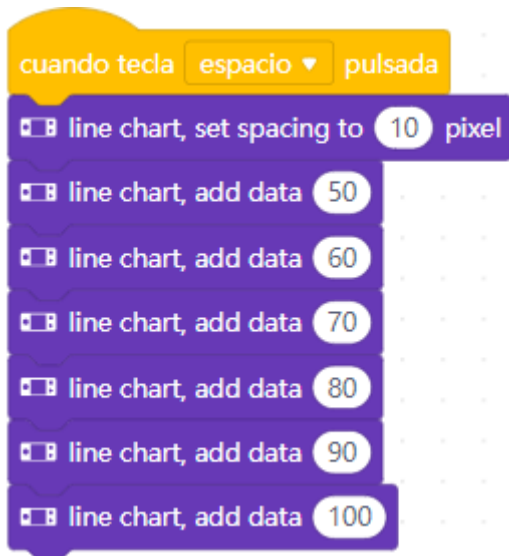 cuando tecla espacio pulsada
line chart, set spacing to 10 pixel
line chart, add data 50
line chart, add data 60
line chart, add data 70
line chart, add data 80
line chart, add data 90
line chart, add data 100